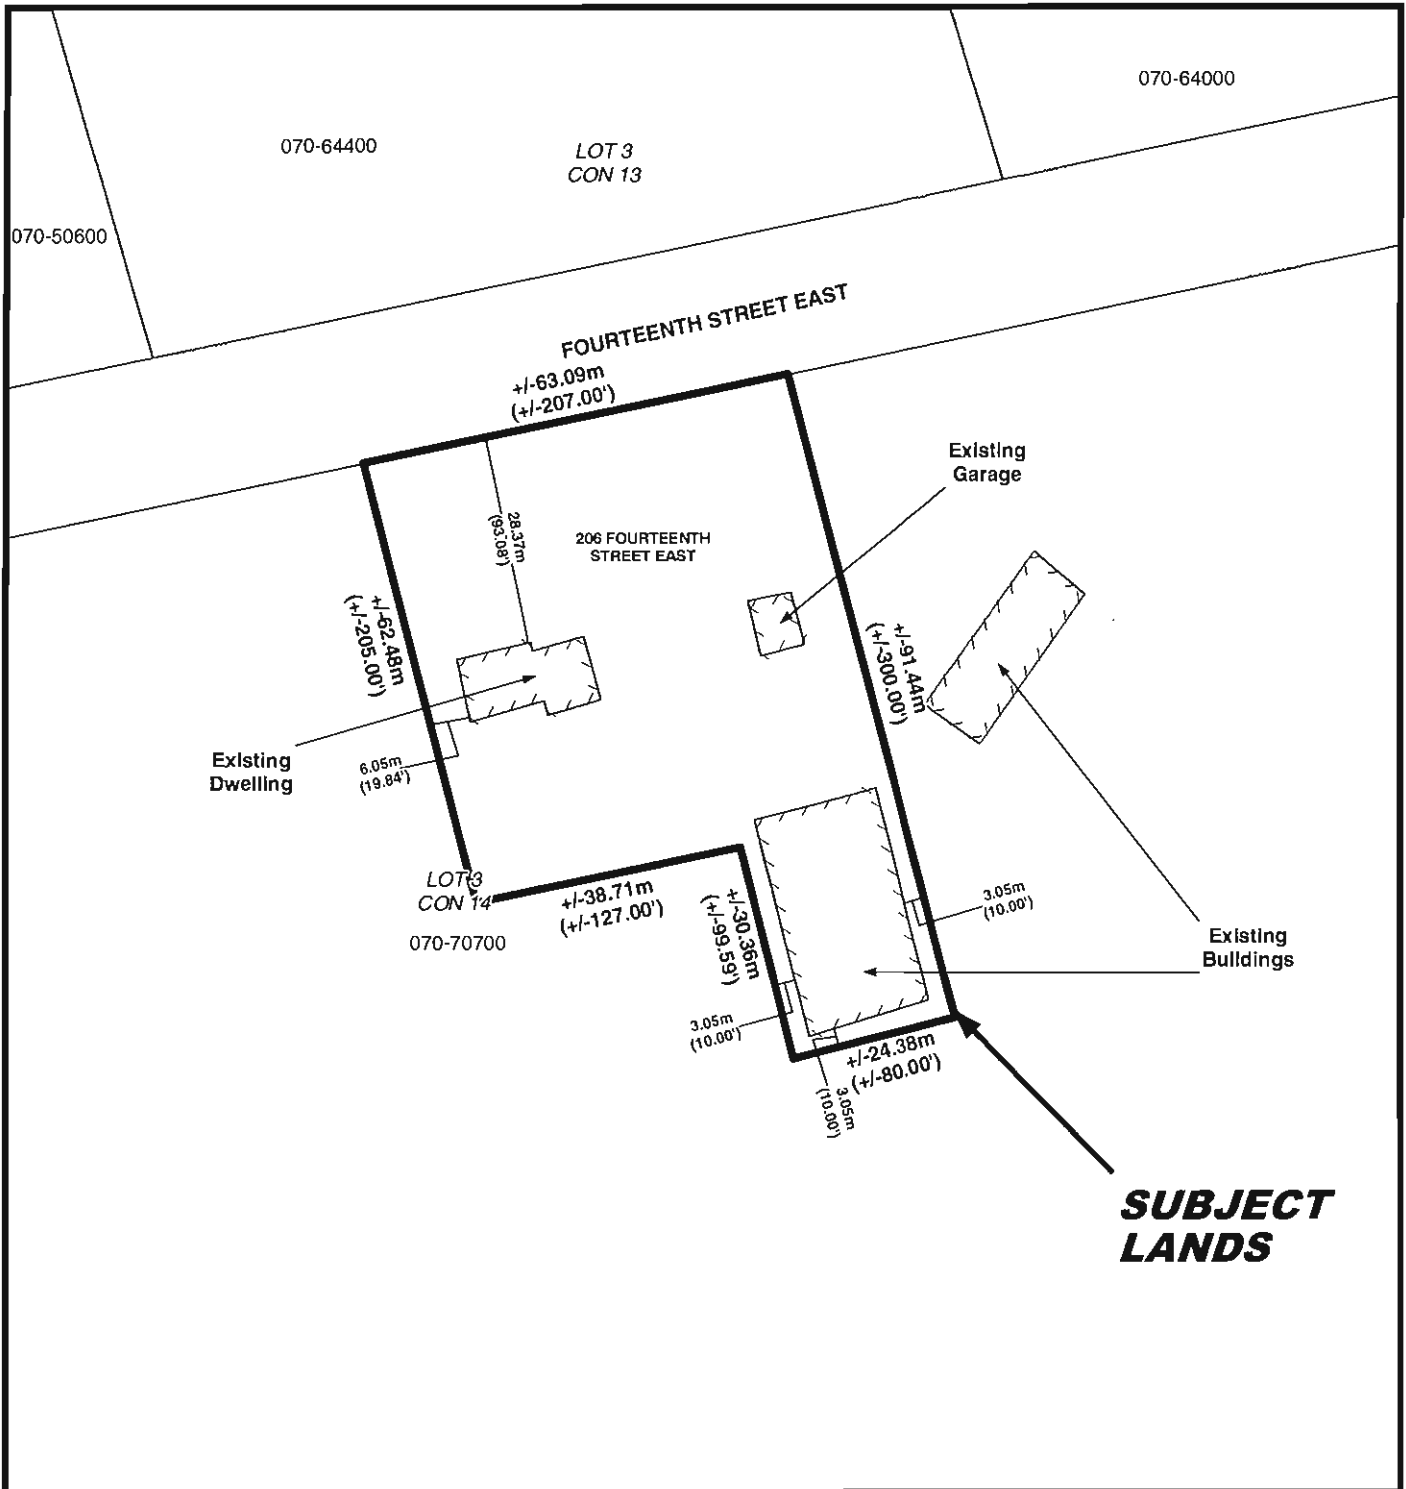 070-64000
070-64400
LOT 3
CON 13
070-50600
FOURTEENTH STREET EAST
+/-63.09m
(+/-207.00')
Existing
Garage
28.37m
(93.08')
206 FOURTEENTH
STREET EAST
+/-62.48m
(+/-205.00')
+/-91.44m
(+/-300.00')
Existing
Dwelling
6.05m
(19.84')
LOT 3
CON 14
+/-38.71m
(+/-127.00')
+/-30.36m
(+/-99.59')
3.05m
(10.00')
070-70700
Existing
Buildings
3.05m
(10.00')
+/-24.38m
(+/-80.00')
3.05m
(10.00')
SUBJECT
LANDS